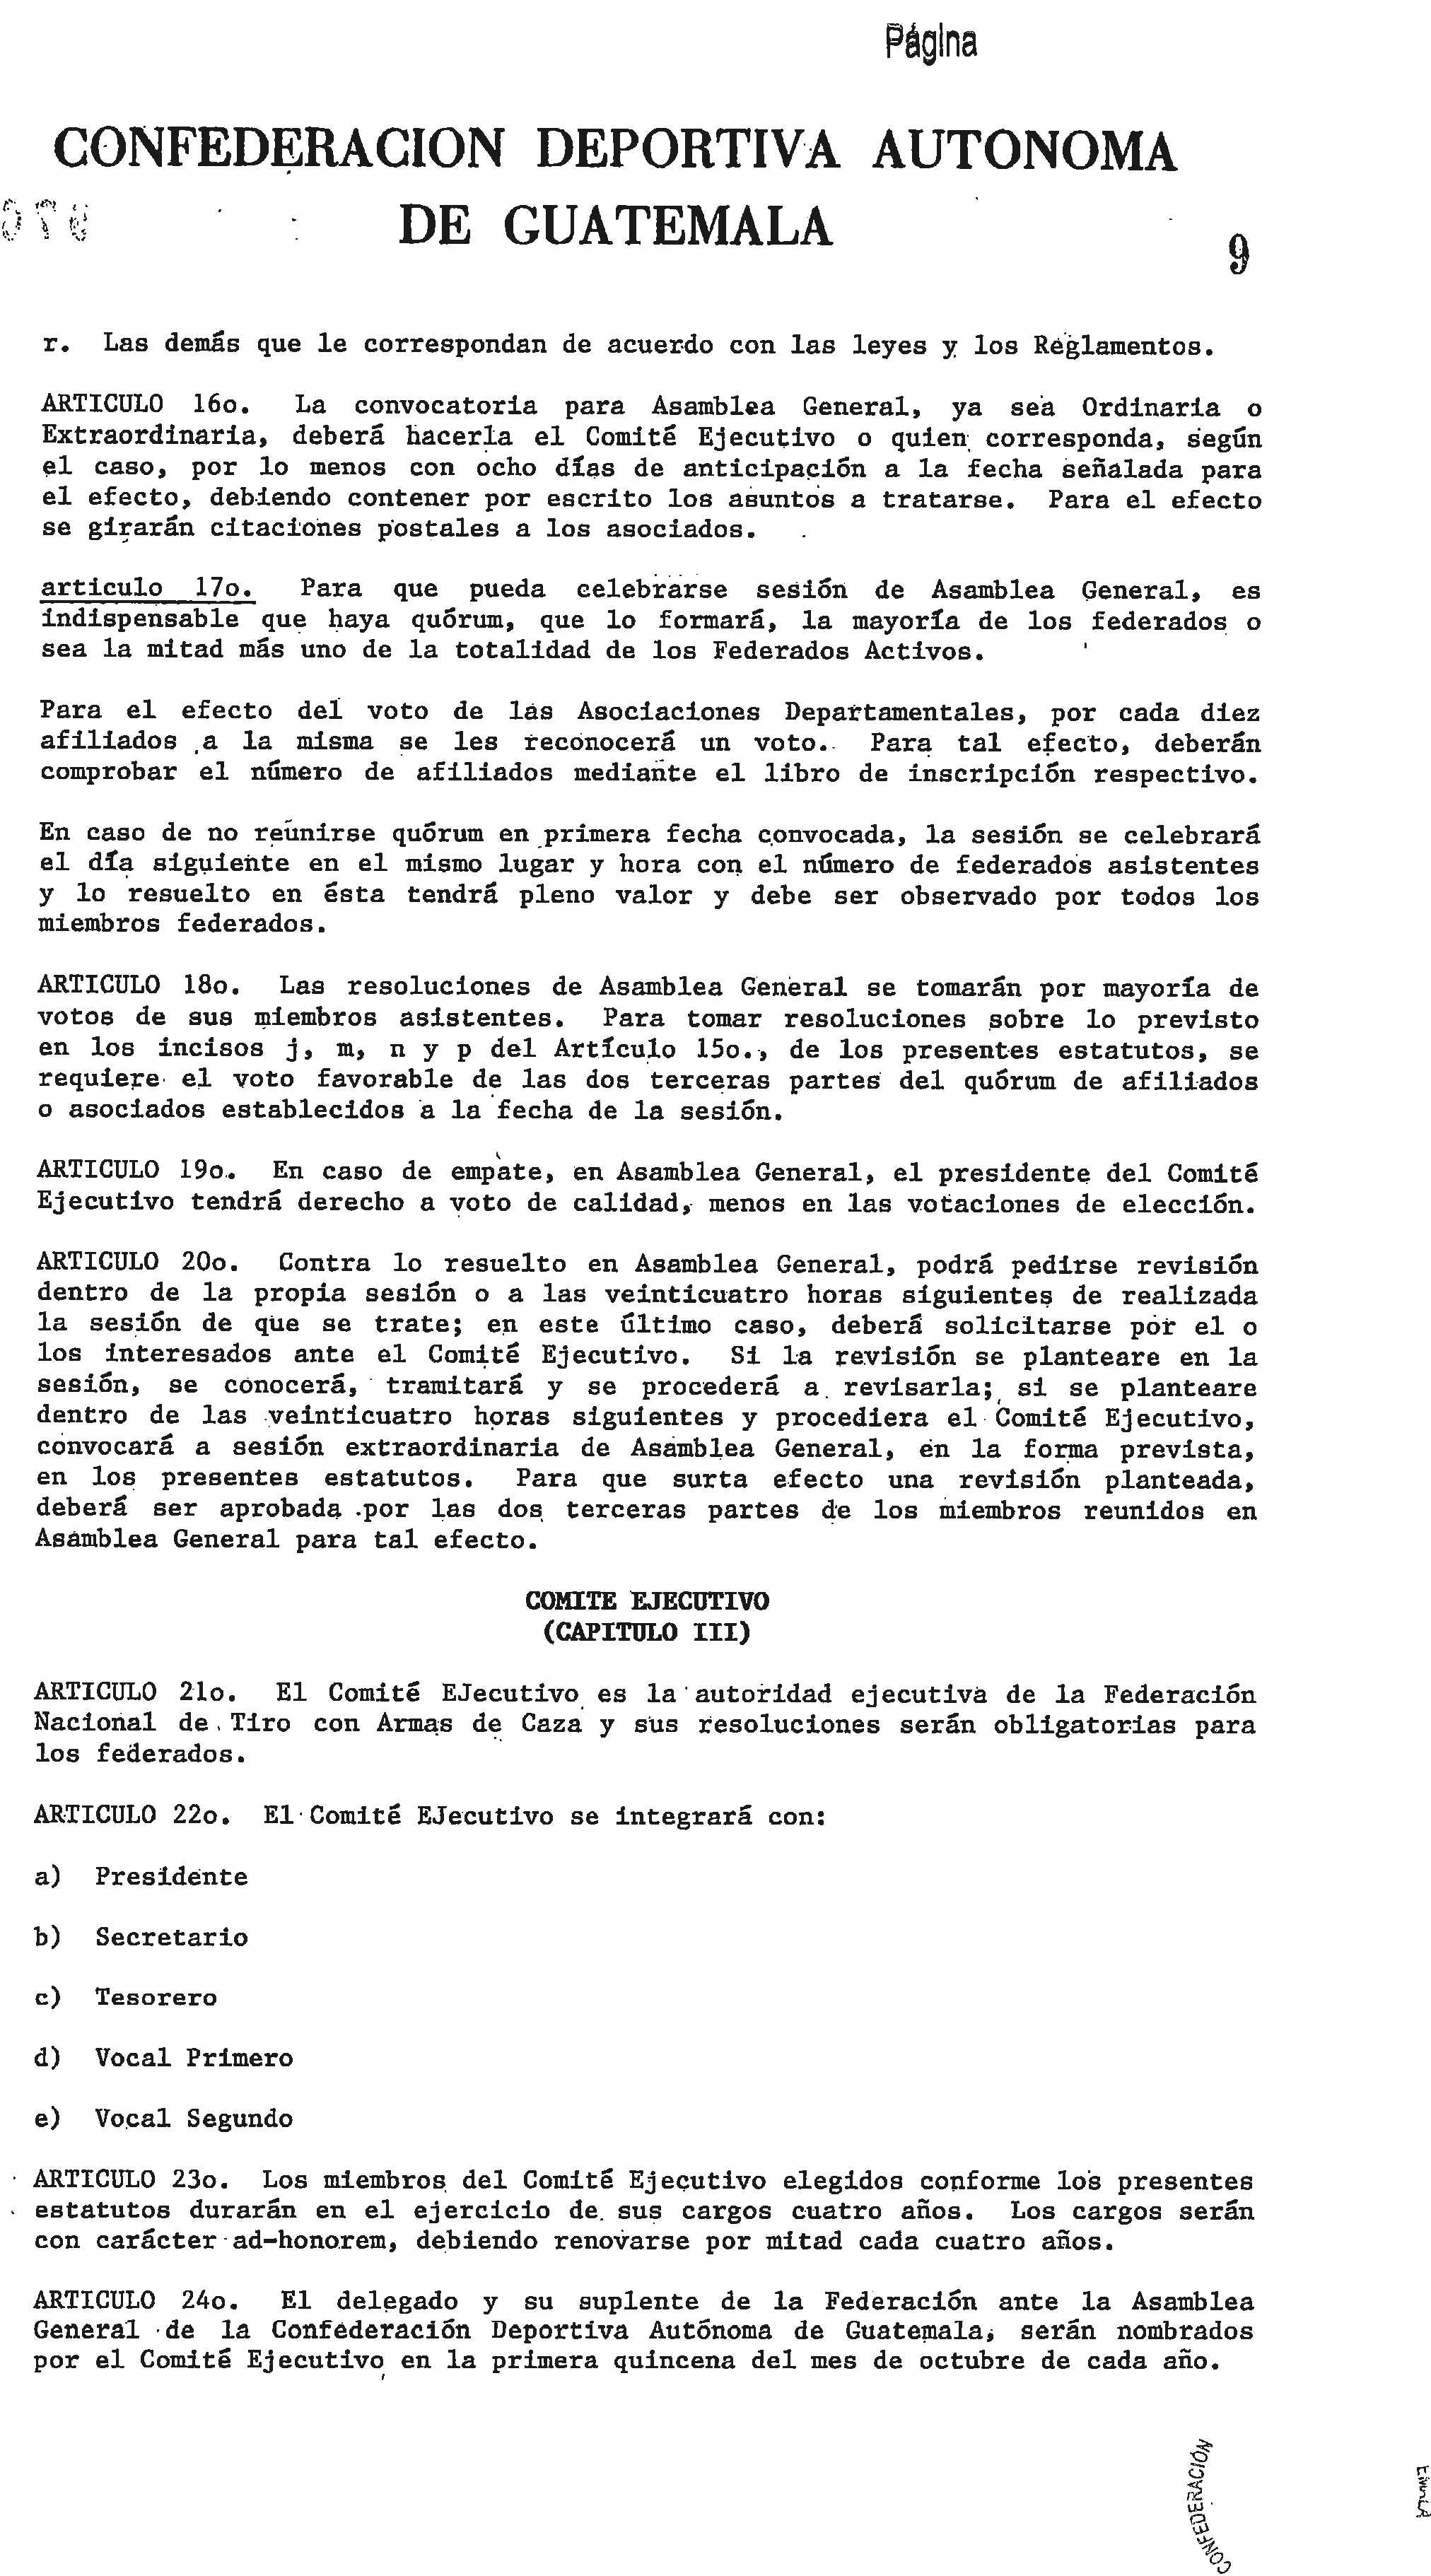 Página
CONFEDERACION DEPORTIVA AUTONOMA
DE GUATEMALA
9
r. Las demás que le correspondan de acuerdo con las leyes y los Reglamentos.
ARTICULO 16o. La convocatoria para Asamblea General, ya sea Ordinaria o
Extraordinaria, deberá hacerla el Comité Ejecutivo o quien corresponda, según
el caso, por lo menos con ocho días de anticipación a la fecha señalada para
el efecto, debiendo contener por escrito los asuntos a tratarse. Para el efecto
se girarán citaciones postales a los asociados.
articulo 17o. Para que pueda celebrarse sesión de Asamblea General, es
indispensable que haya quórum, que lo formará, la mayoría de los federados o
sea la mitad más uno de la totalidad de los Federados Activos.
Para el efecto del voto de las Asociaciones Departamentales, por cada diez
afiliados a la misma se les reconocerá un voto. Para tal efecto, deberán
comprobar el número de afiliados mediante el libro de inscripción respectivo.
En caso de no reúnirse quórum en primera fecha convocada, la sesión se celebrará
el día siguiente en el mismo lugar y hora con el número de federados asistentes
y lo resuelto en ésta tendrá pleno valor y debe ser observado por todos los
miembros federados.
ARTICULO 18o. Las resoluciones de Asamblea General se tomarán por mayoría de
votos de sus miembros asistentes. Para tomar resoluciones sobre lo previsto
en los incisos j, m, n y p del Artículo 15o., de los presentes estatutos, se
requiere el voto favorable de las dos terceras partes del quórum de afiliados
o asociados establecidos a la fecha de la sesión.
ARTICULO 19o. En caso de empate, en Asamblea General, el presidente del Comité
Ejecutivo tendrá derecho a voto de calidad, menos en las votaciones de elección.
ARTICULO 20o. Contra lo resuelto en Asamblea General, podrá pedirse revisión
dentro de la propia sesión o a las veinticuatro horas siguientes de realizada
la sesión de que se trate; en este último caso, deberá solicitarse por el o
los interesados ante el Comité Ejecutivo. Si la revisión se planteare en la
sesión, se conocerá, tramitará y se procederá a revisarla; si se planteare
dentro de las veinticuatro horas siguientes y procediera el Comité Ejecutivo,
convocará a sesión extraordinaria de Asamblea General, en la forma prevista,
en los presentes estatutos. Para que surta efecto una revisión planteada,
deberá ser aprobada por las dos terceras partes de los miembros reunidos en
Asamblea General para tal efecto.
COMITE EJECUTIVO
(CAPITULO III)
ARTICULO 21o. El Comité EJecutivo es la autoridad ejecutiva de la Federación
Nacional de Tiro con Armas de Caza y sus resoluciones serán obligatorias para
los federados.
ARTICULO 22o. El Comité EJecutivo se integrará con:
a) Presidente
b) Secretario
c) Tesorero
d) Vocal Primero
e) Vocal Segundo
ARTICULO 23o. Los miembros del Comité Ejecutivo elegidos conforme los presentes
estatutos durarán en el ejercicio de sus cargos cuatro años. Los cargos serán
con carácter ad-honorem, debiendo renovarse por mitad cada cuatro años.
ARTICULO 24o. El delegado y su suplente de la Federación ante la Asamblea
General de la Confederación Deportiva Autónoma de Guatemala, serán nombrados
por el Comité Ejecutivo en la primera quincena del mes de octubre de cada año.
CONFEDERACIÓN